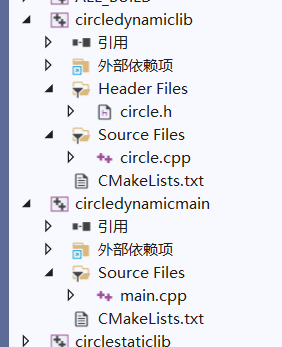 ALL_BUILD
circledynamiclib
引用
外部依赖项
Header Files
circle.h
Source Files
circle.cpp
CMakeLists.txt
circledynamicmain
引用
外部依赖项
Source Files
main.cpp
CMakeLists.txt
circlestaticlib